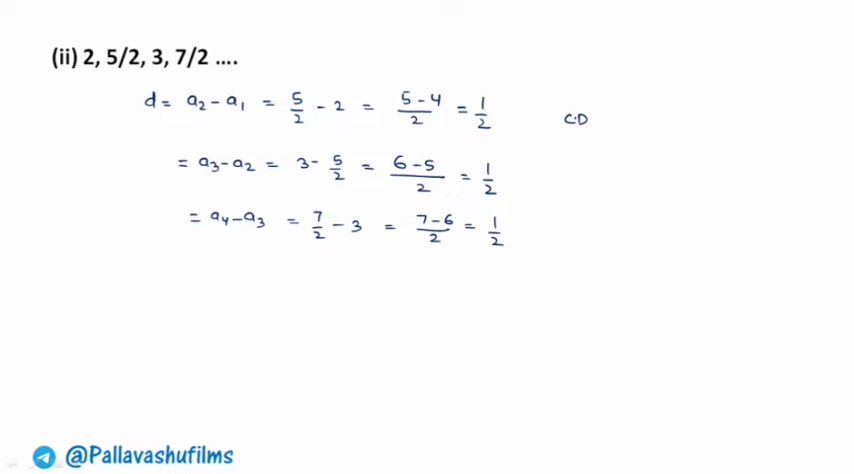 (ii) 2, 5/2, 3, 7/2 ....
d = a₂ - a₁ = 5/2 - 2 = (5 - 4)/2 = 1/2 C.D
= a₃ - a₂ = 3 - 5/2 = (6 - 5)/2 = 1/2
= a₄ - a₃ = 7/2 - 3 = (7 - 6)/2 = 1/2
@Pallavashufilms